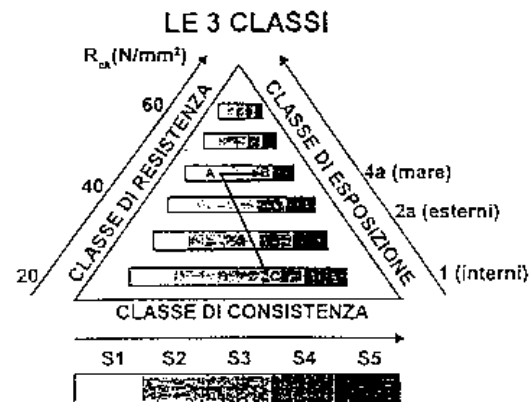 LE 3 CLASSI
Rck(N/mm²)
60
40
20
CLASSE DI RESISTENZA
CLASSE DI ESPOSIZIONE
4a (mare)
2a (esterni)
1 (interni)
A
B
C
CLASSE DI CONSISTENZA
S1 S2 S3 S4 S5